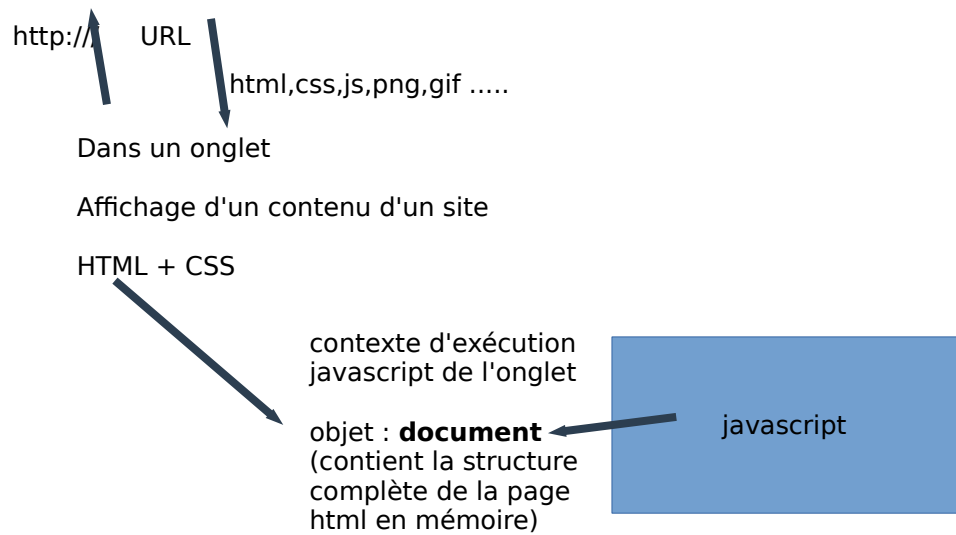 http:// URL
html,css,js,png,gif .....
Dans un onglet
Affichage d'un contenu d'un site
HTML + CSS
contexte d'exécution
javascript de l'onglet
objet : document
(contient la structure
complète de la page
html en mémoire)
javascript